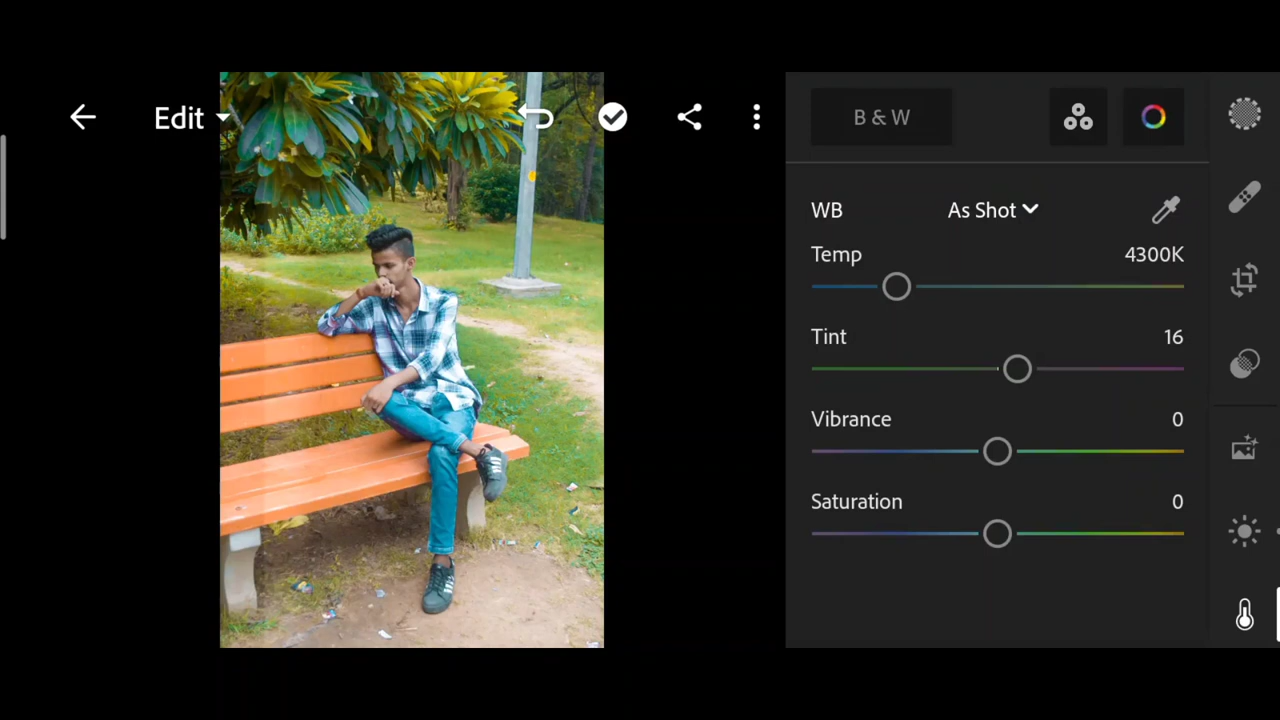 Edit
B & W
WB As Shot
Temp 4300K
Tint 16
Vibrance 0
Saturation 0